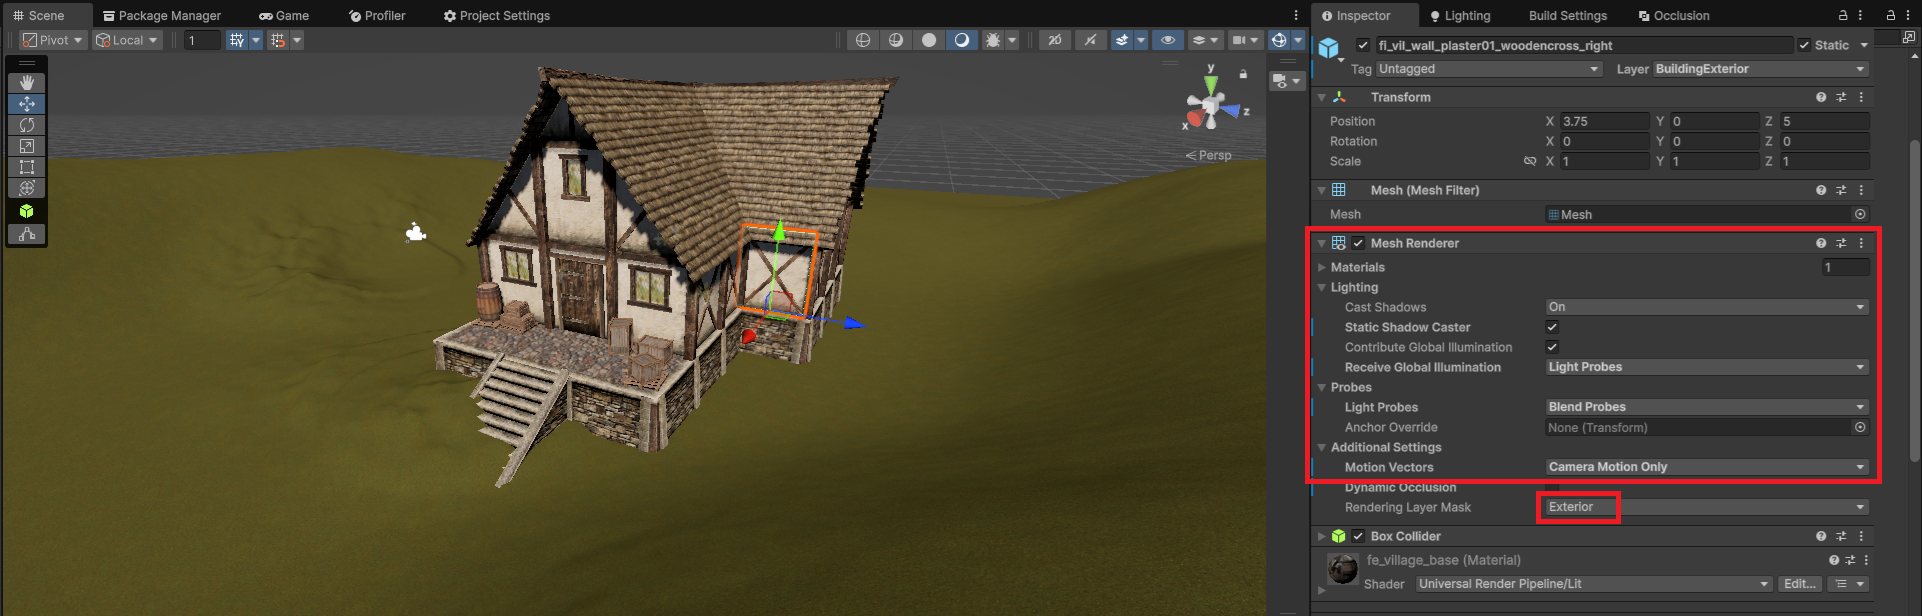 Scene Package Manager Game Profiler Project Settings
Inspector Lighting Build Settings Occlusion
Pivot Local 1 2D
fi_vil_wall_plaster01_woodencross_right Static
Tag Untagged Layer BuildingExterior
Transform
Position X 3.75 Y 0 Z 5
Rotation X 0 Y 0 Z 0
Scale X 1 Y 1 Z 1
Mesh (Mesh Filter)
Mesh Mesh
Mesh Renderer
Materials 1
Lighting
Cast Shadows On
Static Shadow Caster
Contribute Global Illumination
Receive Global Illumination Light Probes
Probes
Light Probes Blend Probes
Anchor Override None (Transform)
Additional Settings
Motion Vectors Camera Motion Only
Dynamic Occlusion
Rendering Layer Mask Exterior
Box Collider
fe_village_base (Material)
Shader Universal Render Pipeline/Lit Edit...
y
z
x
< Persp